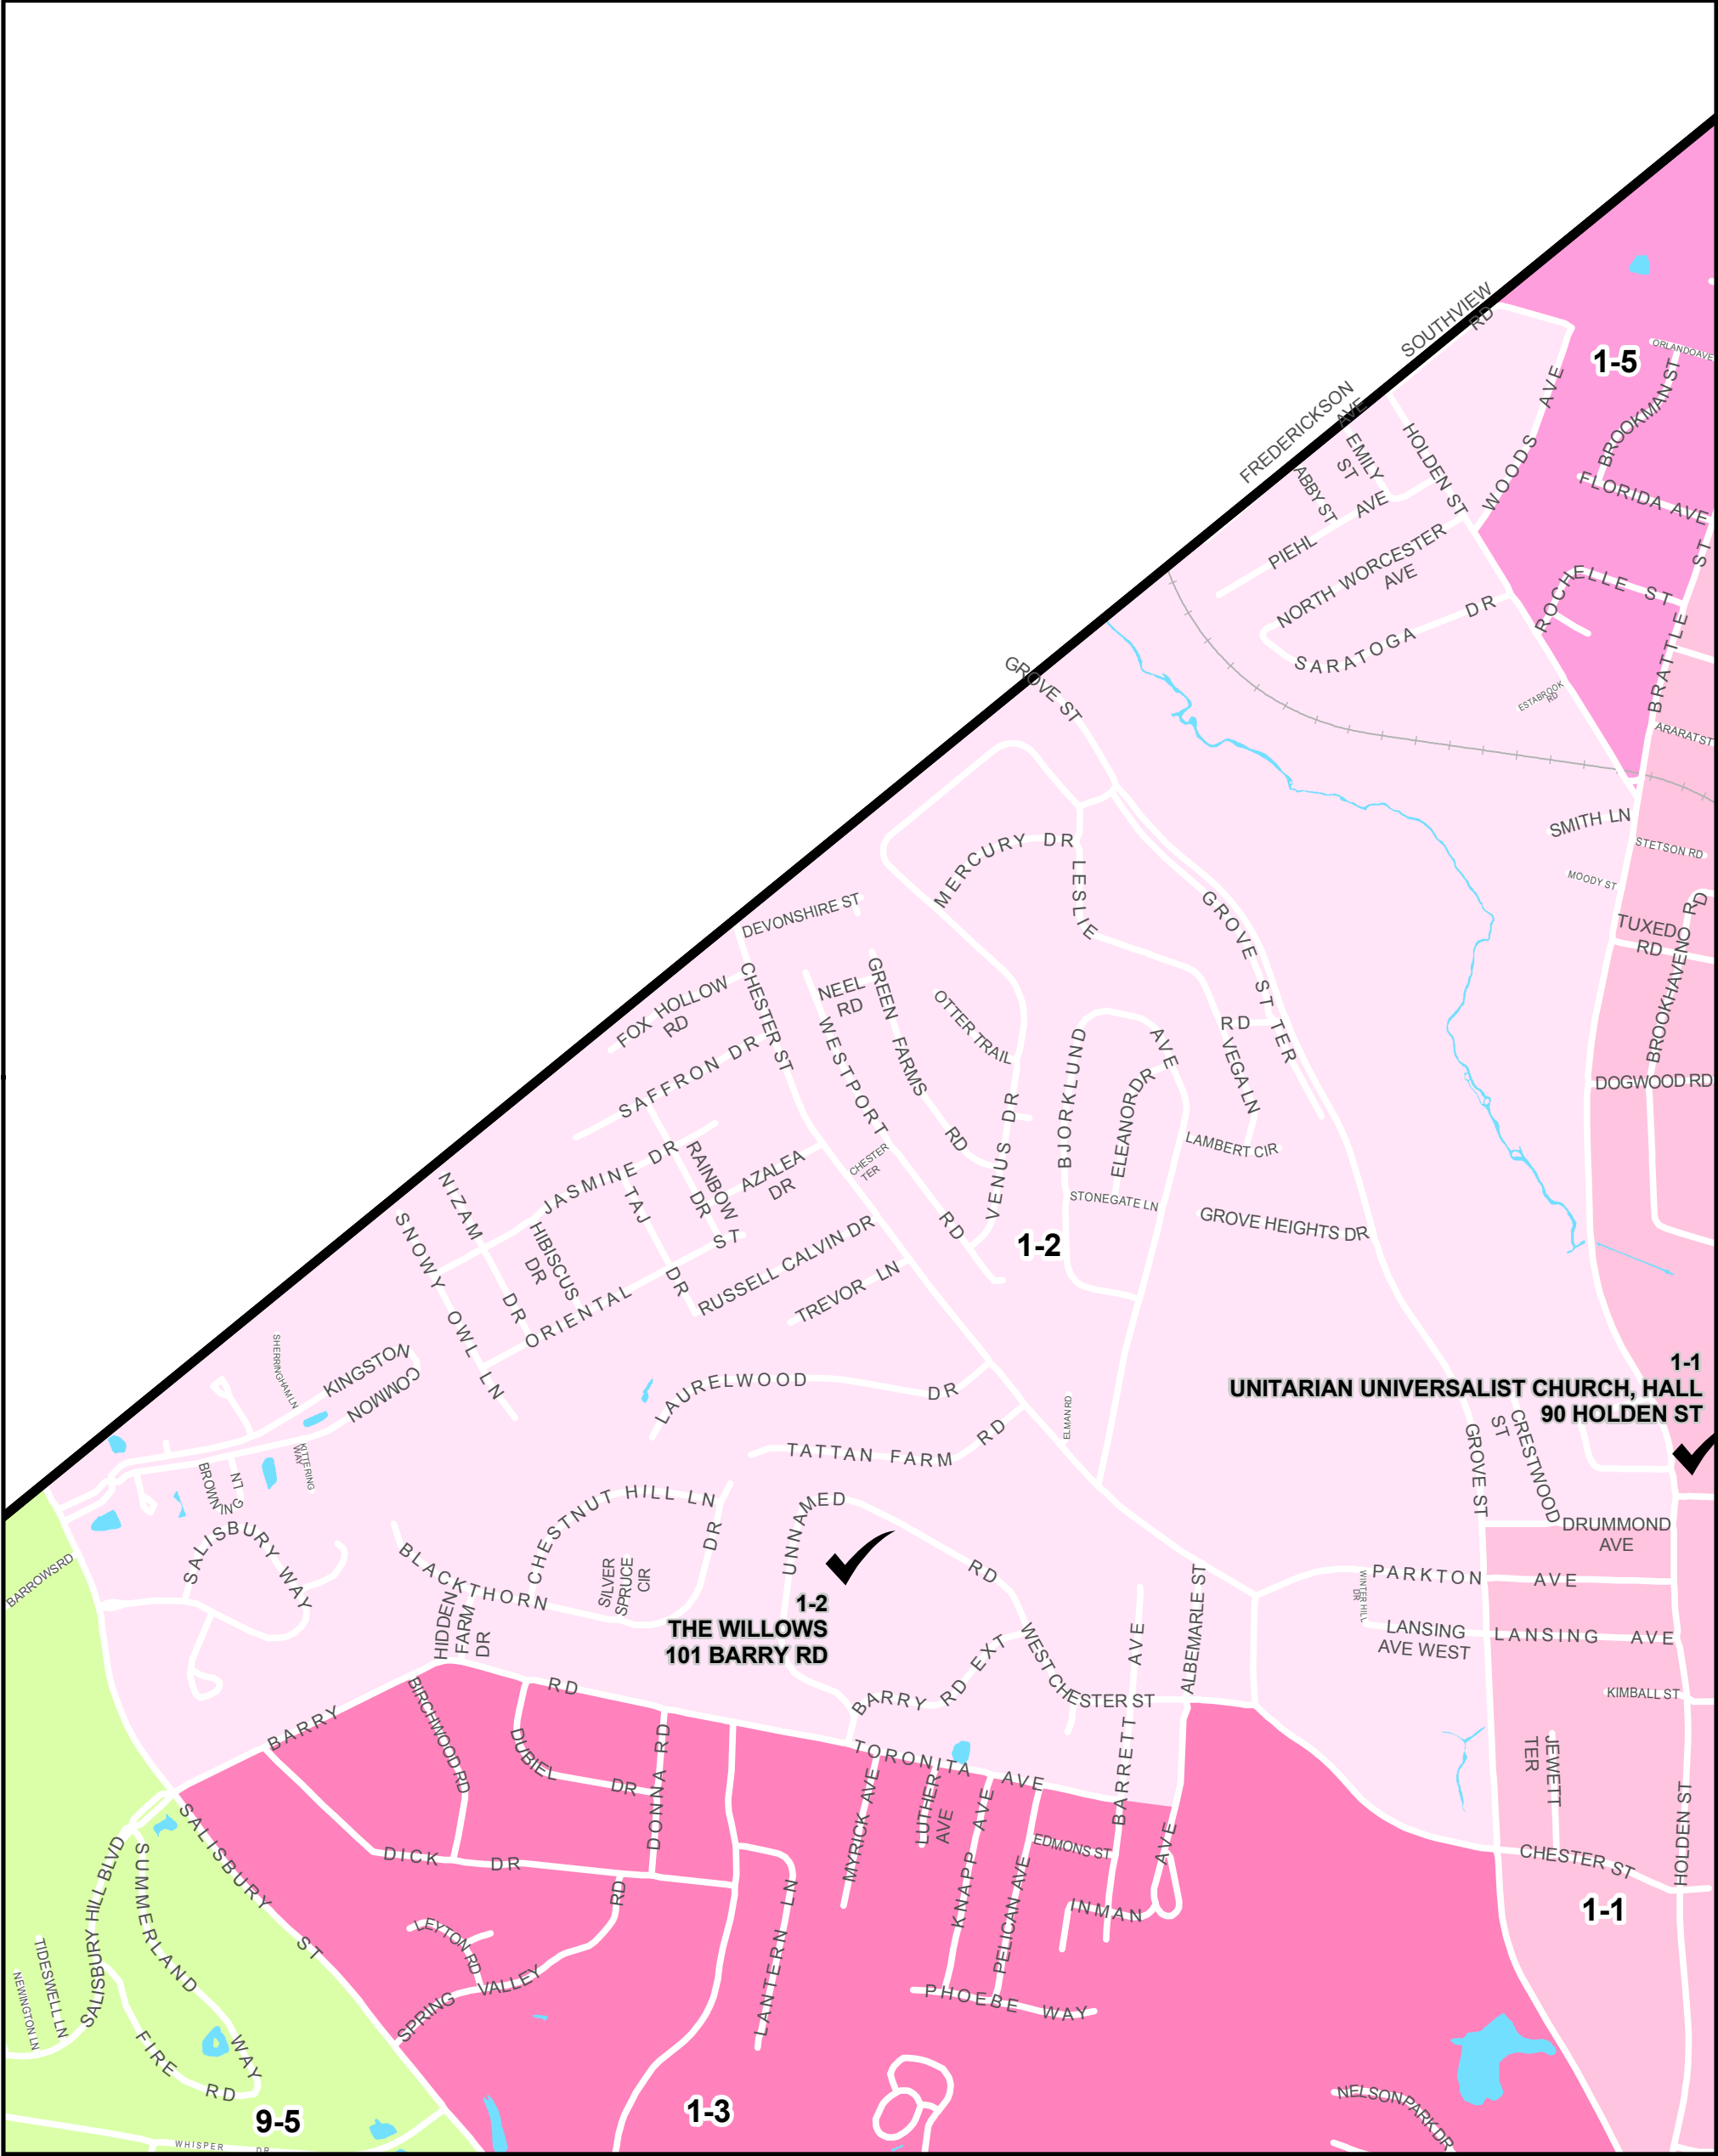 SOUTHVIEW
RD
1-5
ORLANDO AVE
BROOKMAN ST
WOODS AVE
FREDERICKSON
AVE
EMILY
ST
HOLDEN ST
ABBY ST
FLORIDA AVE
PIEHL AVE
NORTH WORCESTER
AVE
ROCHELLE ST
SARATOGA DR
BRATTLE ST
ESTABROOK
RD
GROVE ST
ARARAT ST
SMITH LN
STETSON RD
MOODY ST
MERCURY DR
LESLIE
RD
DEVONSHIRE ST
GROVE ST TER
TUXEDO
RD
BROOKHAVEN RD
CHESTER ST
FOX HOLLOW
RD
NEEL
RD
GREEN FARMS RD
OTTER TRAIL
WESTPORT RD
SAFFRON DR
BJORKLUND AVE
VEGA LN
ELEANOR DR
DOGWOOD RD
VENUS DR
LAMBERT CIR
JASMINE DR
RAINBOW
DR
AZALEA
DR
CHESTER
TER
NIZAM DR
TAJ DR
STONEGATE LN
GROVE HEIGHTS DR
SNOWY OWL LN
HIBISCUS
DR
ORIENTAL ST
RUSSELL CALVIN DR
1-2
TREVOR LN
SHERRINGHAM LN
KINGSTON
COMMON
1-1
UNITARIAN UNIVERSALIST CHURCH, HALL
90 HOLDEN ST
LAURELWOOD DR
ELMAN RD
CRESTWOOD
ST
GROVE ST
TATTAN FARM RD
KITTERING
WAY
BROWNING LN
CHESTNUT HILL LN
UNNAMED RD
SALISBURY WAY
DRUMMOND
AVE
BARROWS RD
BLACKTHORN DR
SILVER
SPRUCE
CIR
PARKTON AVE
WINTER HILL
DR
1-2
THE WILLOWS
101 BARRY RD
HIDDEN
FARM
DR
ALBEMARLE ST
LANSING
AVE WEST
LANSING AVE
WESTCHESTER ST
BARRY RD EXT
BARRETT AVE
KIMBALL ST
BARRY RD
BIRCHWOOD RD
DUBIEL DR
DONNA RD
TORONITA AVE
JEWETT
TER
MYRICK AVE
LUTHER
AVE
KNAPP AVE
EDMONS ST
HOLDEN ST
SALISBURY ST
DICK DR
CHESTER ST
SALISBURY HILL BLVD
SUMMERLAND WAY
PELICAN AVE
INMAN AVE
1-1
LEYTON RD
LANTERN LN
TIDESWELL LN
NEWINGTON LN
SPRING VALLEY RD
PHOEBE WAY
FIRE RD
NELSON PARK DR
1-3
9-5
WHISPER DR